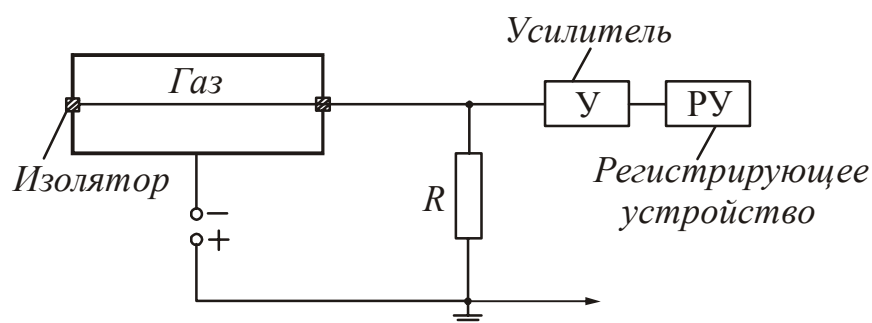 Усилитель
Газ
У
РУ
Изолятор
R
Регистрирующее
устройство
−
+